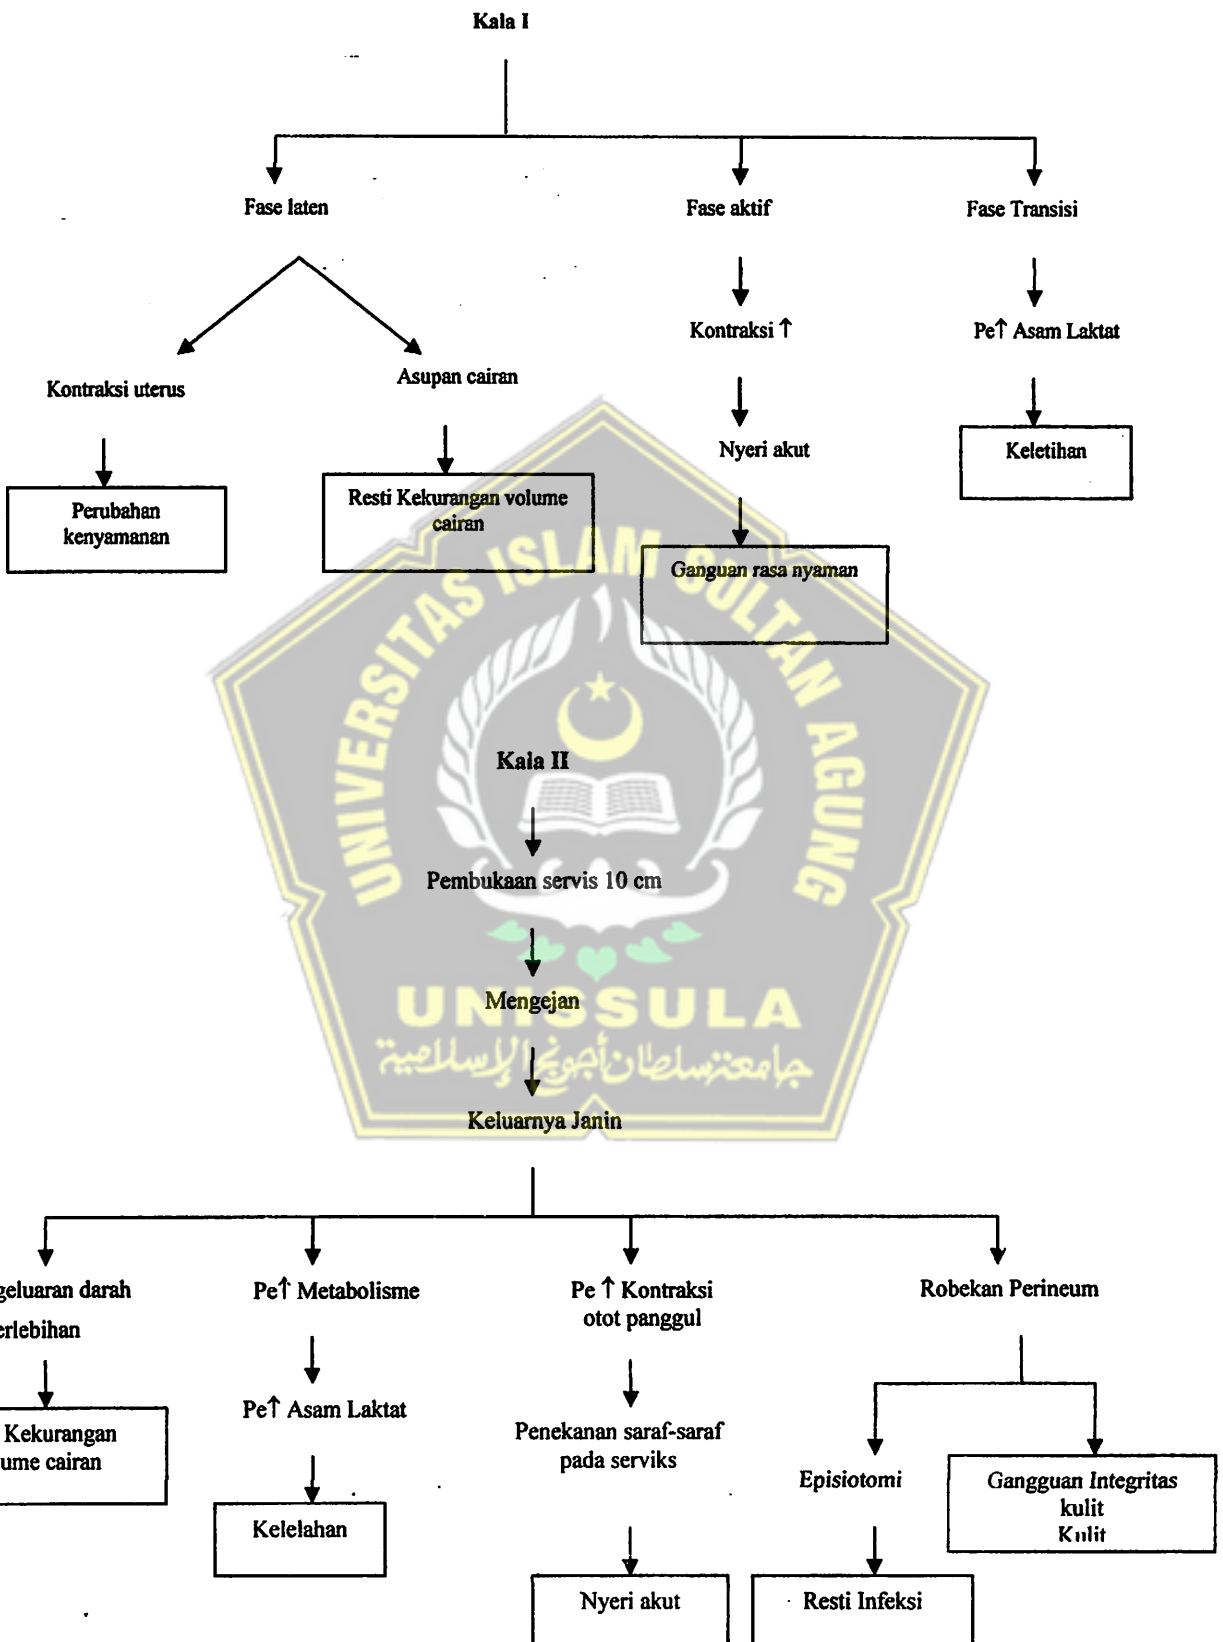 Kala I
Fase laten
Fase aktif
Fase Transisi
Kontraksi ↑
Pe↑ Asam Laktat
Kontraksi uterus
Asupan cairan
Nyeri akut
Keletihan
Perubahan
kenyamanan
Resti Kekurangan volume
cairan
Ganguan rasa nyaman
UNIVERSITAS ISLAM SULTAN AGUNG
Kala II
Pembukaan servis 10 cm
Mengejan
UNISSULA
جامعة سلطان أجونج الإسلامية
Keluarnya Janin
geluaran darah
erlebihan
Pe↑ Metabolisme
Pe ↑ Kontraksi
otot panggul
Robekan Perineum
Kekurangan
ume cairan
Pe↑ Asam Laktat
Penekanan saraf-saraf
pada serviks
Episiotomi
Gangguan Integritas
kulit
Kulit
Kelelahan
Nyeri akut
Resti Infeksi